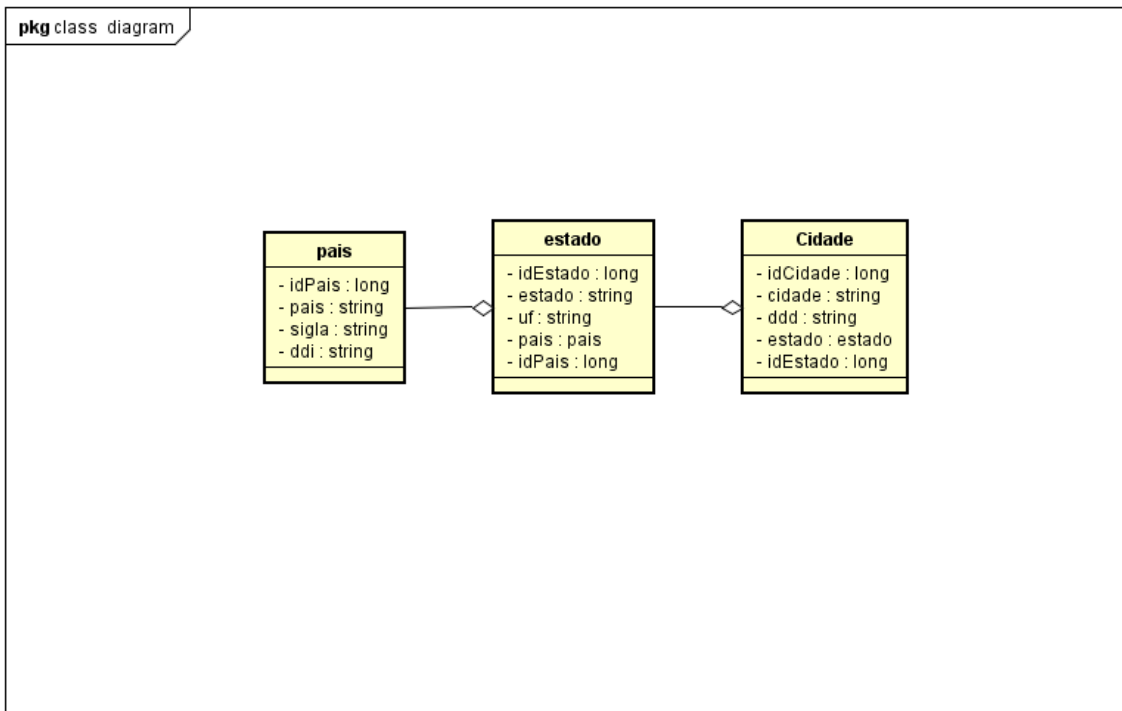 pkg class diagram
pais
- idPais : long
- pais : string
- sigla : string
- ddi : string
estado
- idEstado : long
- estado : string
- uf : string
- pais : pais
- idPais : long
Cidade
- idCidade : long
- cidade : string
- ddd : string
- estado : estado
- idEstado : long